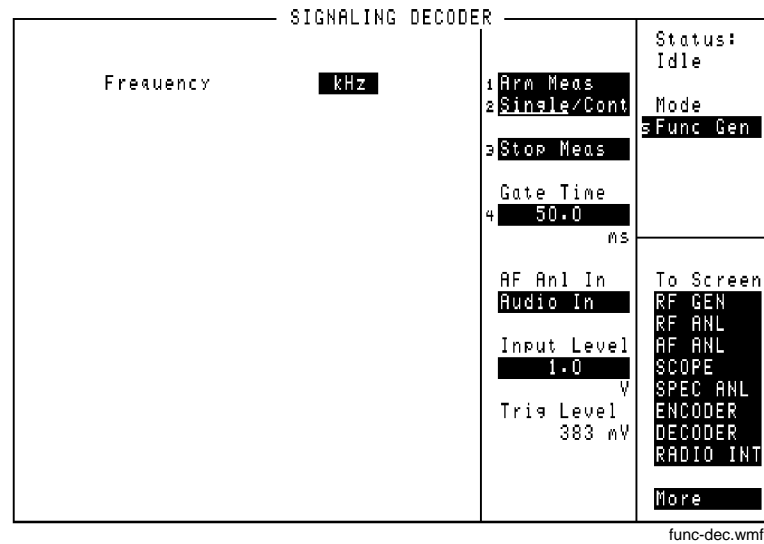 SIGNALING DECODER
Frequency kHz
1 Arm Meas
2 Single/Cont
3 Stop Meas
Gate Time
4 50.0
ms
AF Anl In
Audio In
Input Level
1.0
V
Trig Level
383 mV
Status:
Idle
Mode
5 Func Gen
To Screen
RF GEN
RF ANL
AF ANL
SCOPE
SPEC ANL
ENCODER
DECODER
RADIO INT
More
func-dec.wmf